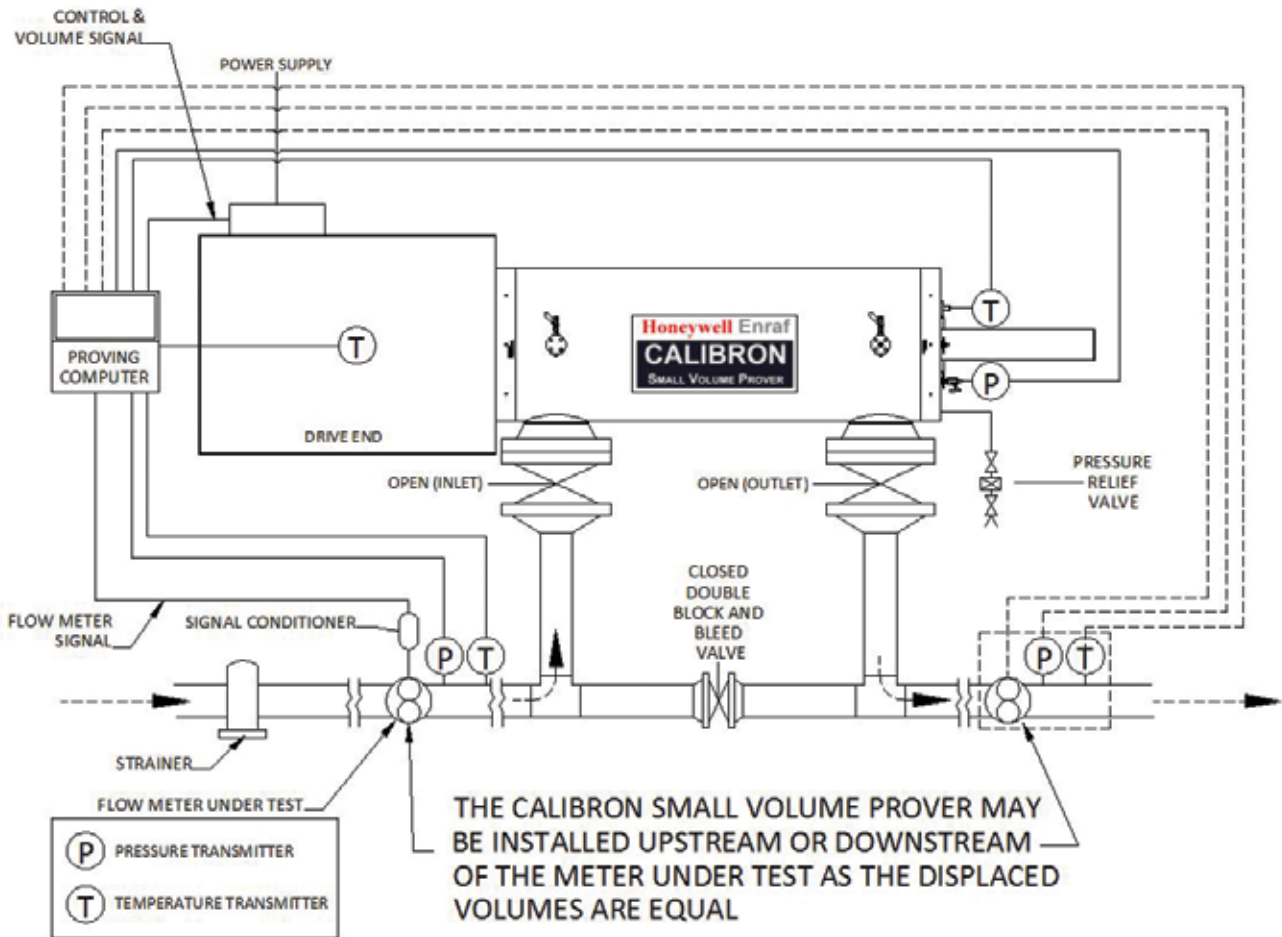 CONTROL &
VOLUME SIGNAL
POWER SUPPLY
PROVING
COMPUTER
T
DRIVE END
Honeywell Enraf
CALIBRON
SMALL VOLUME PROVER
T
P
OPEN (INLET)
OPEN (OUTLET)
PRESSURE
RELIEF
VALVE
FLOW METER
SIGNAL
SIGNAL CONDITIONER
P
T
CLOSED
DOUBLE
BLOCK AND
BLEED
VALVE
P
T
STRAINER
FLOW METER UNDER TEST
P PRESSURE TRANSMITTER
T TEMPERATURE TRANSMITTER
THE CALIBRON SMALL VOLUME PROVER MAY
BE INSTALLED UPSTREAM OR DOWNSTREAM
OF THE METER UNDER TEST AS THE DISPLACED
VOLUMES ARE EQUAL